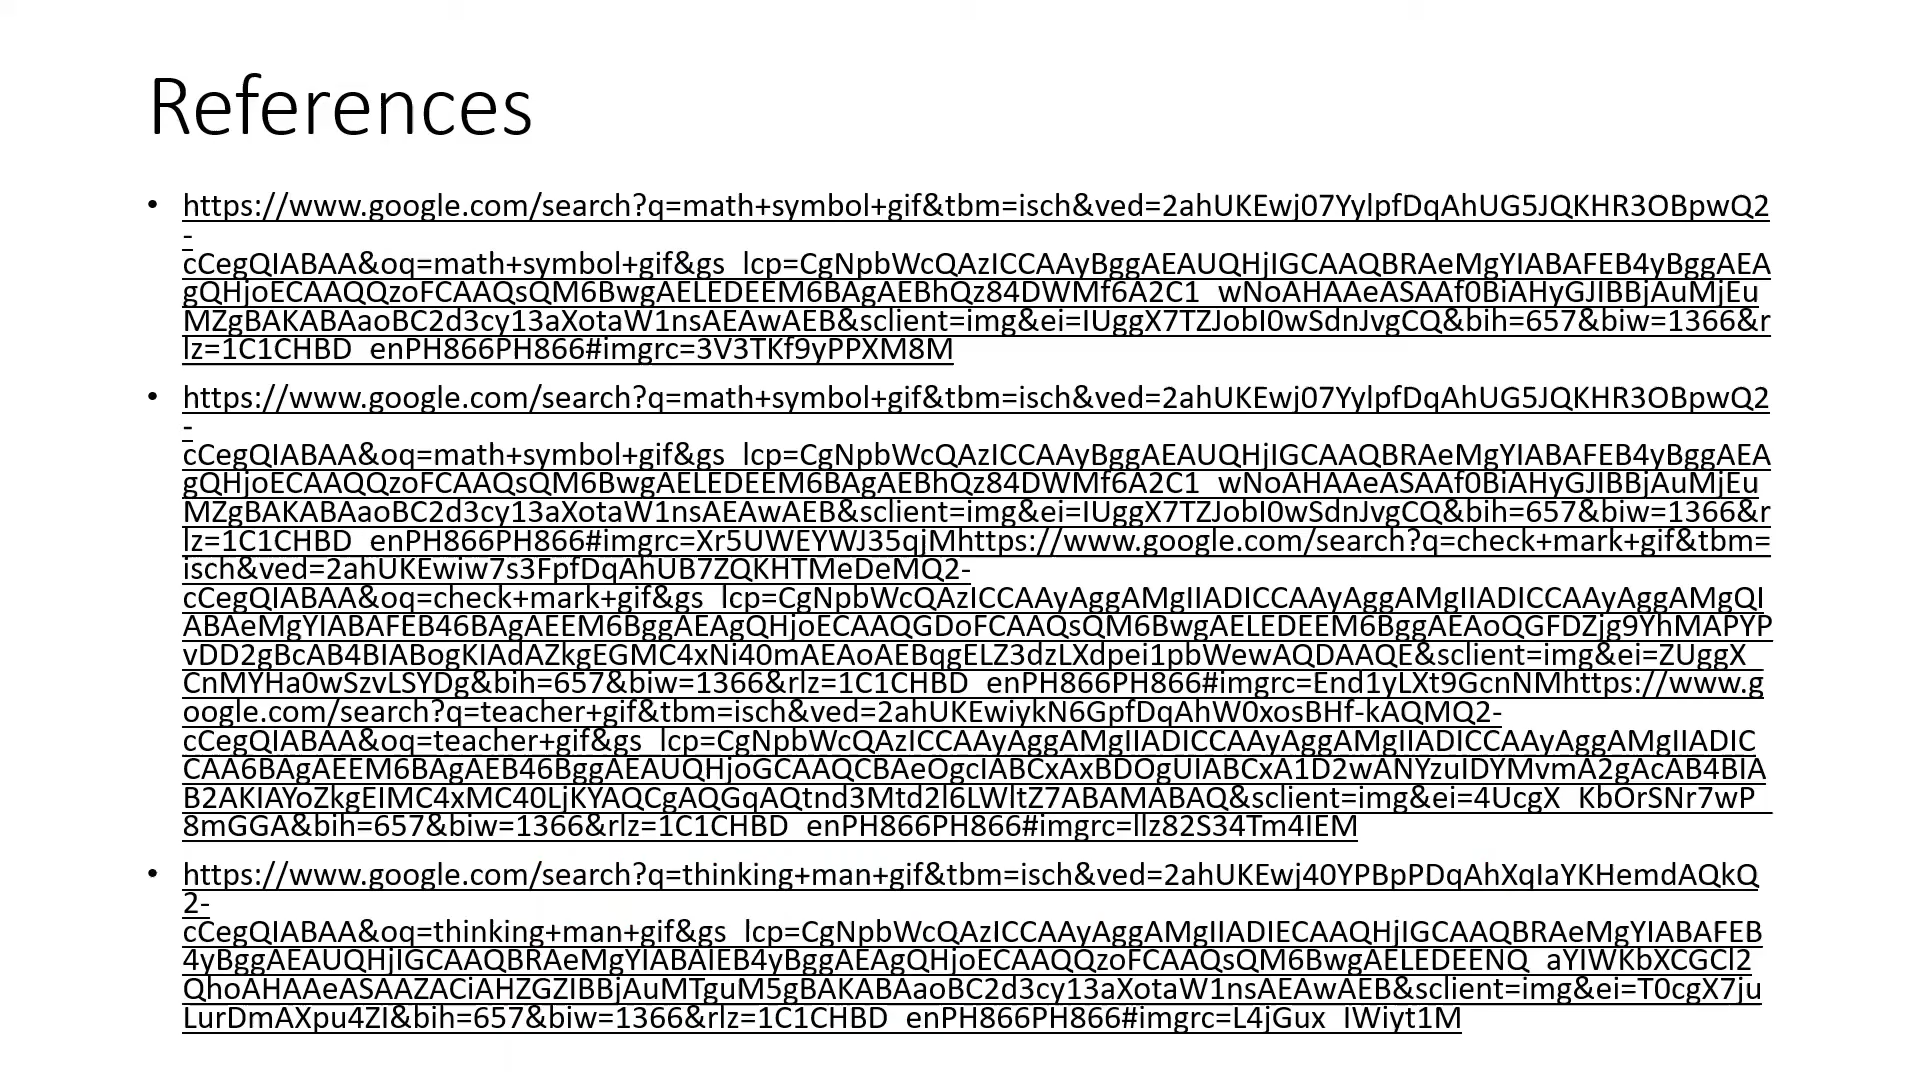 References
• https://www.google.com/search?q=math+symbol+gif&tbm=isch&ved=2ahUKEwj07YylpfDqAhUG5JQKHR3OBpwQ2
-
cCegQIABAA&oq=math+symbol+gif&gs_lcp=CgNpbWcQAzICCAAyBggAEAUQHjIGCAAQBRAeMgYIABAFEB4yBggAEA
gQHjoECAAQQzoFCAAQsQM6BwgAELEDEEM6BAgAEBhQz84DWMf6A2C1_wNoAHAAeASAAf0BiAHyGJIBBjAuMjEu
MZgBAKABAaoBC2d3cy13aXotaW1nsAEAwAEB&sclient=img&ei=IUggX7TZJobI0wSdnJvgCQ&bih=657&biw=1366&r
lz=1C1CHBD_enPH866PH866#imgrc=3V3TKf9yPPXM8M
• https://www.google.com/search?q=math+symbol+gif&tbm=isch&ved=2ahUKEwj07YylpfDqAhUG5JQKHR3OBpwQ2
-
cCegQIABAA&oq=math+symbol+gif&gs_lcp=CgNpbWcQAzICCAAyBggAEAUQHjIGCAAQBRAeMgYIABAFEB4yBggAEA
gQHjoECAAQQzoFCAAQsQM6BwgAELEDEEM6BAgAEBhQz84DWMf6A2C1_wNoAHAAeASAAf0BiAHyGJIBBjAuMjEu
MZgBAKABAaoBC2d3cy13aXotaW1nsAEAwAEB&sclient=img&ei=IUggX7TZJobI0wSdnJvgCQ&bih=657&biw=1366&r
lz=1C1CHBD_enPH866PH866#imgrc=Xr5UWEYWJ35qjMhttps://www.google.com/search?q=check+mark+gif&tbm=
isch&ved=2ahUKEwiw7s3FpfDqAhUB7ZQKHTMeDeMQ2-
cCegQIABAA&oq=check+mark+gif&gs_lcp=CgNpbWcQAzICCAAyAggAMgIIADICCAAyAggAMgIIADICCAAyAggAMgQI
ABAeMgYIABAFEB46BAgAEEM6BggAEAgQHjoECAAQGDoFCAAQsQM6BwgAELEDEEM6BggAEAoQGFDZjg9YhMAPYP
vDD2gBcAB4BIABogKIAdAZkgEGMC4xNi40mAEAoAEBqgELZ3dzLXdpei1pbWewAQDAAQE&sclient=img&ei=ZUggX_
CnMYHa0wSzvLSYDg&bih=657&biw=1366&rlz=1C1CHBD_enPH866PH866#imgrc=End1yLXt9GcnNMhttps://www.g
oogle.com/search?q=teacher+gif&tbm=isch&ved=2ahUKEwiykN6GpfDqAhW0xosBHf-kAQMQ2-
cCegQIABAA&oq=teacher+gif&gs_lcp=CgNpbWcQAzICCAAyAggAMgIIADICCAAyAggAMgIIADICCAAyAggAMgIIADIC
CAA6BAgAEEM6BAgAEB46BggAEAUQHjoGCAAQCBAeOgcIABCxAxBDOgUIABCxA1D2wANYzuIDYMvmA2gAcAB4BIA
B2AKIAYoZkgEIMC4xMC40LjKYAQCgAQGqAQtnd3Mtd2l6LWltZ7ABAMABAQ&sclient=img&ei=4UcgX_KbOrSNr7wP_
8mGGA&bih=657&biw=1366&rlz=1C1CHBD_enPH866PH866#imgrc=llz82S34Tm4IEM
• https://www.google.com/search?q=thinking+man+gif&tbm=isch&ved=2ahUKEwj40YPBpPDqAhXqIaYKHemdAQkQ
2-
cCegQIABAA&oq=thinking+man+gif&gs_lcp=CgNpbWcQAzICCAAyAggAMgIIADIECAAQHjIGCAAQBRAeMgYIABAFEB
4yBggAEAUQHjIGCAAQBRAeMgYIABAIEB4yBggAEAgQHjoECAAQQzoFCAAQsQM6BwgAELEDEENQ_aYIWKbXCGCl2
QhoAHAAeASAAZACiAHZGZIBBjAuMTguM5gBAKABAaoBC2d3cy13aXotaW1nsAEAwAEB&sclient=img&ei=T0cgX7ju
LurDmAXpu4ZI&bih=657&biw=1366&rlz=1C1CHBD_enPH866PH866#imgrc=L4jGux_IWiyt1M